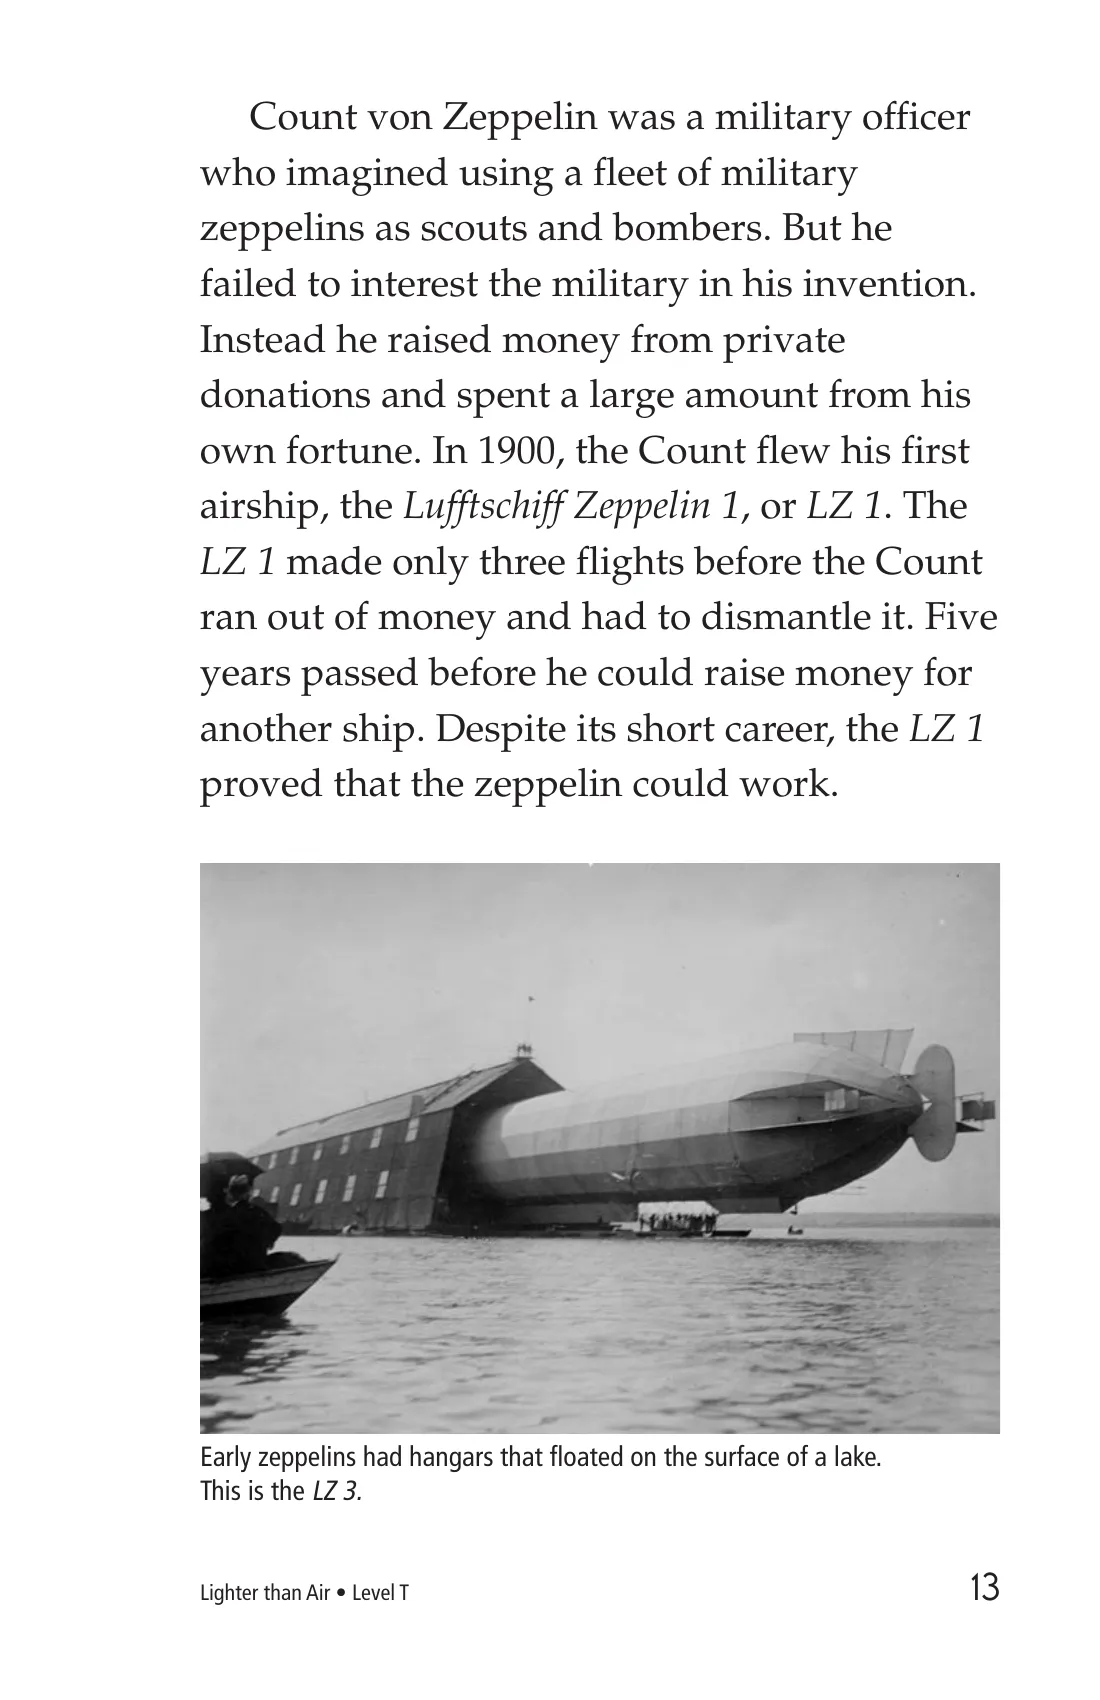 Count von Zeppelin was a military officer
who imagined using a fleet of military
zeppelins as scouts and bombers. But he
failed to interest the military in his invention.
Instead he raised money from private
donations and spent a large amount from his
own fortune. In 1900, the Count flew his first
airship, the Lufftschiff Zeppelin 1, or LZ 1. The
LZ 1 made only three flights before the Count
ran out of money and had to dismantle it. Five
years passed before he could raise money for
another ship. Despite its short career, the LZ 1
proved that the zeppelin could work.
Early zeppelins had hangars that floated on the surface of a lake.
This is the LZ 3.
Lighter than Air • Level T
13